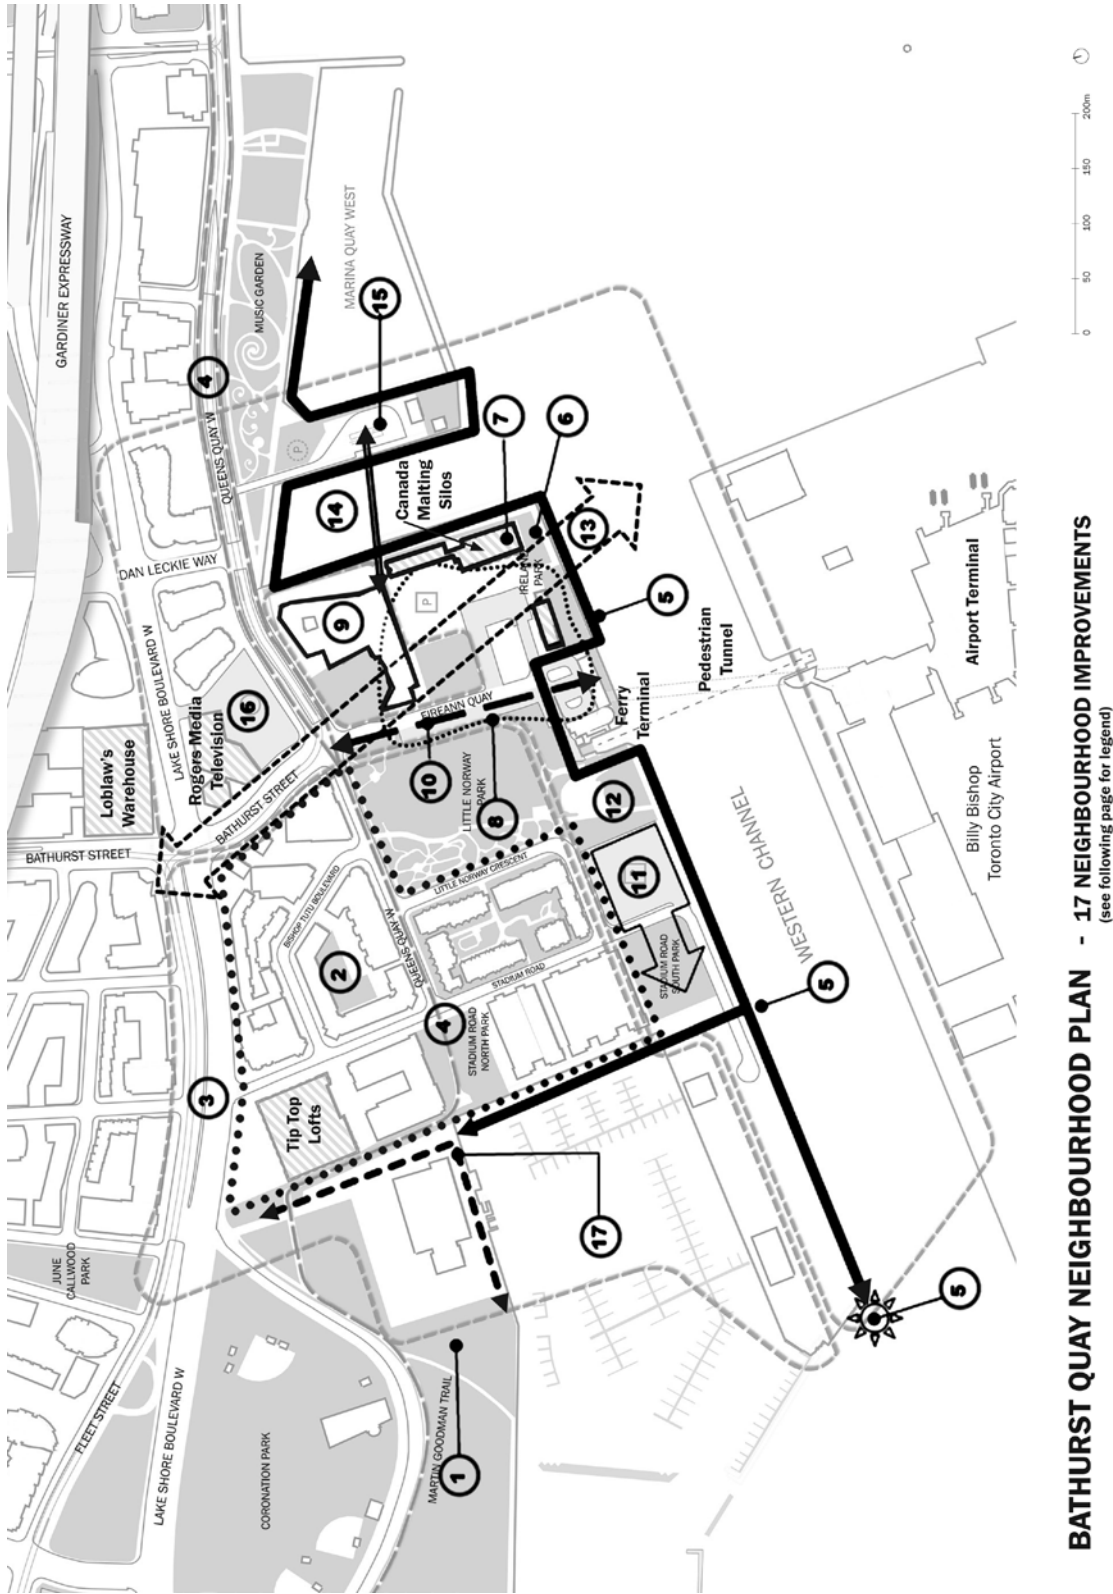 GARDINER EXPRESSWAY
JUNE
CALLWOOD
PARK
FLEET STREET
LAKE SHORE BOULEVARD W
CORONATION PARK
MARTIN GOODMAN TRAIL
1
3
Tip Top
Lofts
2
BISHOP TUTU BOULEVARD
BATHURST STREET
Loblaw's
Warehouse
LAKE SHORE BOULEVARD W
Rogers Media
Television
16
BATHURST STREET
DAN LECKIE WAY
QUEENS QUAY W
4
MUSIC GARDEN
MARINA QUAY WEST
P
15
14
9
Canada
Malting
Silos
7
6
P
IRELAND
PARK
13
5
EIREANN QUAY
10
LITTLE NORWAY
PARK
8
LITTLE NORWAY CRESCENT
QUEENS QUAY W
4
STADIUM ROAD
STADIUM ROAD
NORTH PARK
17
12
11
STADIUM ROAD
SOUTH PARK
Ferry
Terminal
Pedestrian
Tunnel
WESTERN CHANNEL
5
5
Airport Terminal
Billy Bishop
Toronto City Airport
0 50 100 150 200m
BATHURST QUAY NEIGHBOURHOOD PLAN - 17 NEIGHBOURHOOD IMPROVEMENTS
(see following page for legend)